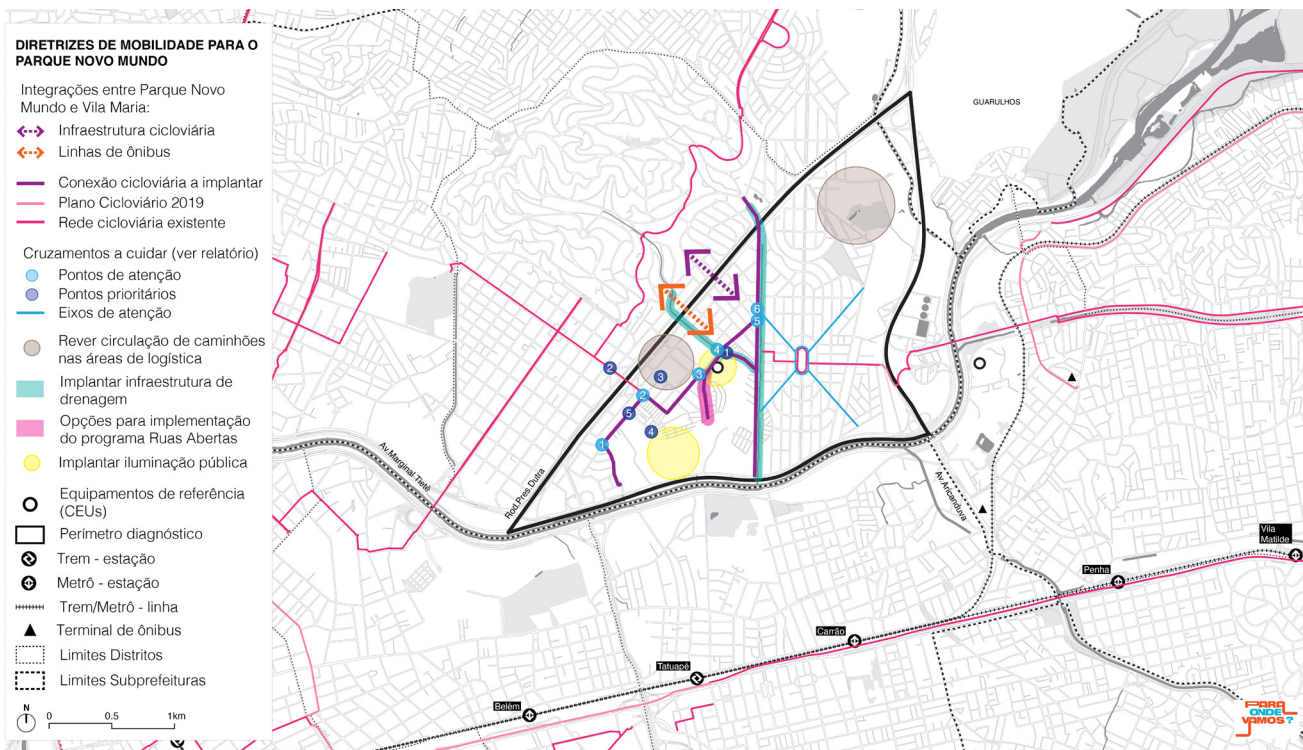 DIRETRIZES DE MOBILIDADE PARA O
PARQUE NOVO MUNDO
Integrações entre Parque Novo
Mundo e Vila Maria:
Infraestrutura cicloviária
Linhas de ônibus
Conexão cicloviária a implantar
Plano Cicloviário 2019
Rede cicloviária existente
Cruzamentos a cuidar (ver relatório)
Pontos de atenção
Pontos prioritários
Eixos de atenção
Rever circulação de caminhões
nas áreas de logística
Implantar infraestrutura de
drenagem
Opções para implementação
do programa Ruas Abertas
Implantar iluminação pública
Equipamentos de referência
(CEUs)
Perímetro diagnóstico
Trem - estação
Metrô - estação
Trem/Metrô - linha
Terminal de ônibus
Limites Distritos
Limites Subprefeituras
N
0 0.5 1km
GUARULHOS
6
5
4
1
2
3
3
2
5
4
1
Av.Marginal Tietê
Rod.Pres.Dutra
Av.Aricanduva
Vila
Matilde
Penha
Carrão
Tatuapé
Belém
PARA
ONDE
VAMOS?